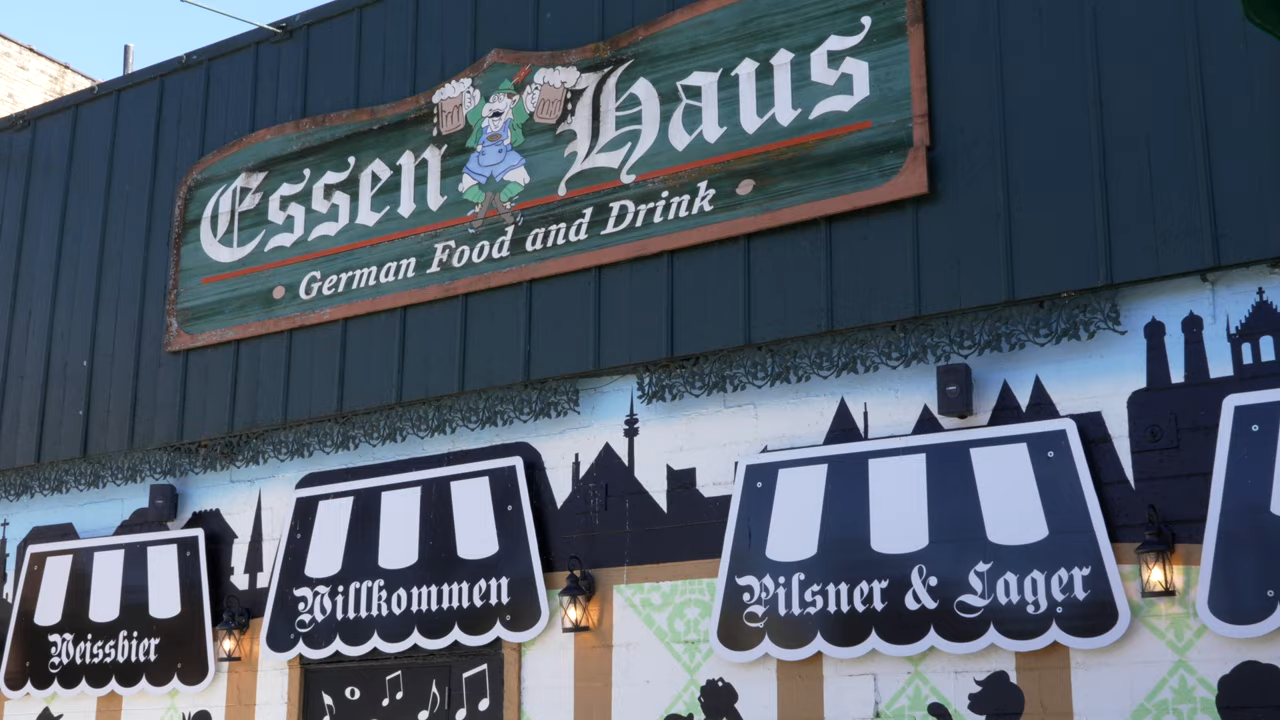 Essen Haus
German Food and Drink
Weissbier
Willkommen
Pilsner & Lager